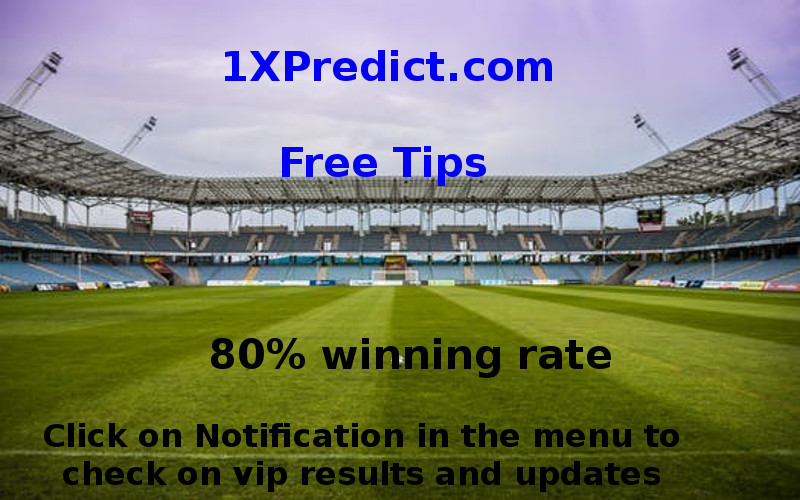 1XPredict.com
Free Tips
80% winning rate
Click on Notification in the menu to
check on vip results and updates